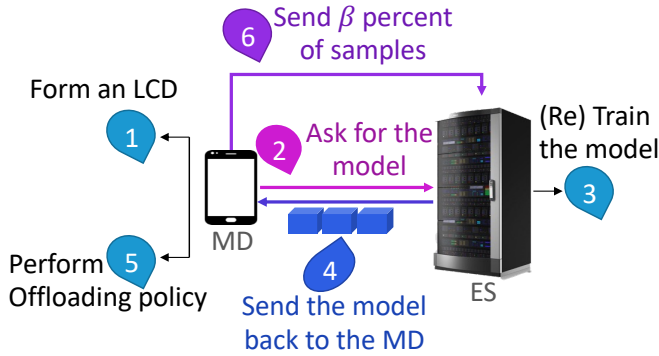 6
Send β percent
of samples
Form an LCD
1
2
Ask for the
model
(Re) Train
the model
3
MD
ES
4
Send the model
back to the MD
5
Perform
Offloading policy